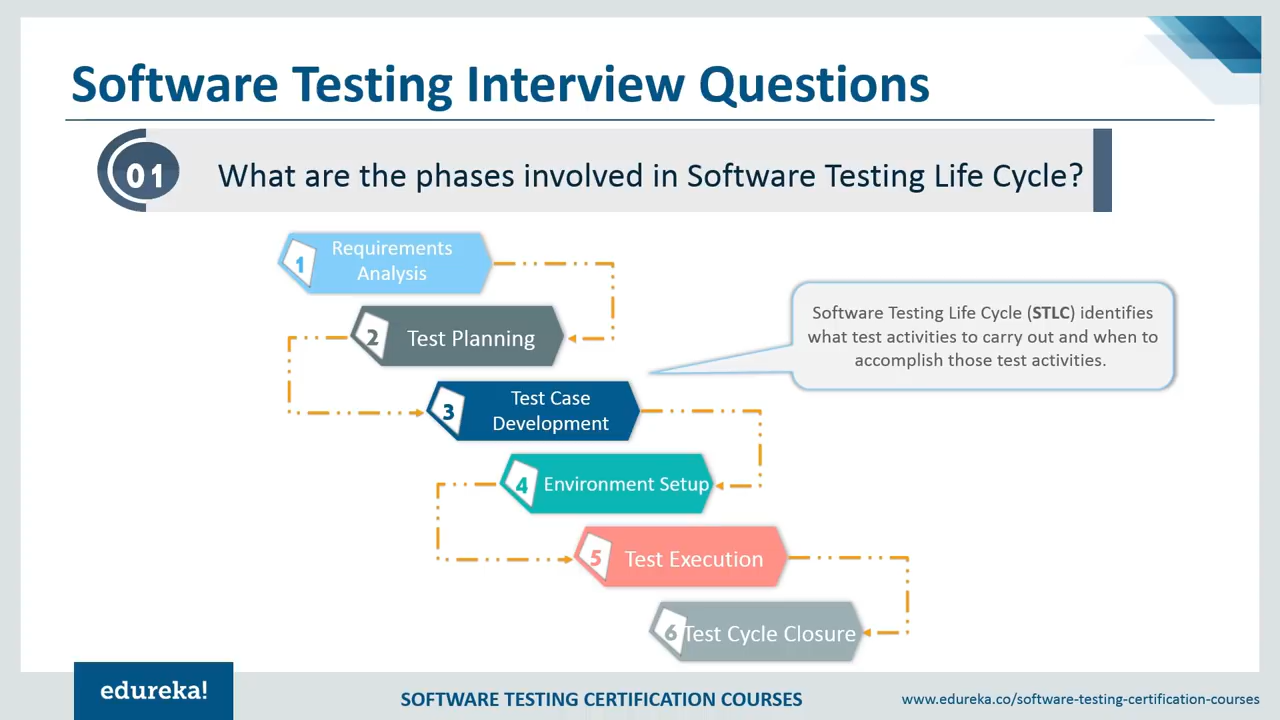 Software Testing Interview Questions
01
What are the phases involved in Software Testing Life Cycle?
1
Requirements
Analysis
2
Test Planning
Software Testing Life Cycle (STLC) identifies
what test activities to carry out and when to
accomplish those test activities.
3
Test Case
Development
4
Environment Setup
5
Test Execution
6
Test Cycle Closure
edureka!
SOFTWARE TESTING CERTIFICATION COURSES
www.edureka.co/software-testing-certification-courses